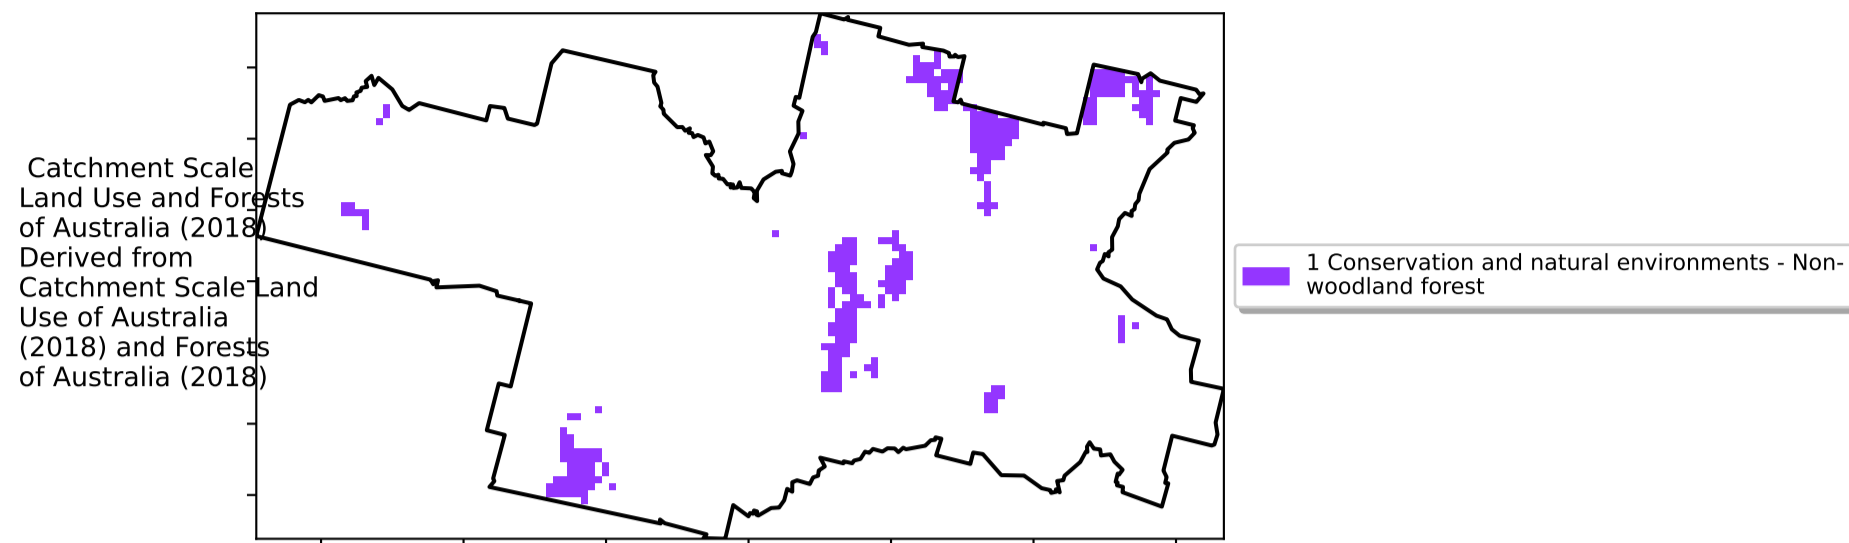 Catchment Scale
Land Use and Forests
of Australia (2018)
Derived from
Catchment Scale Land
Use of Australia
(2018) and Forests
of Australia (2018)
1 Conservation and natural environments - Non-
woodland forest